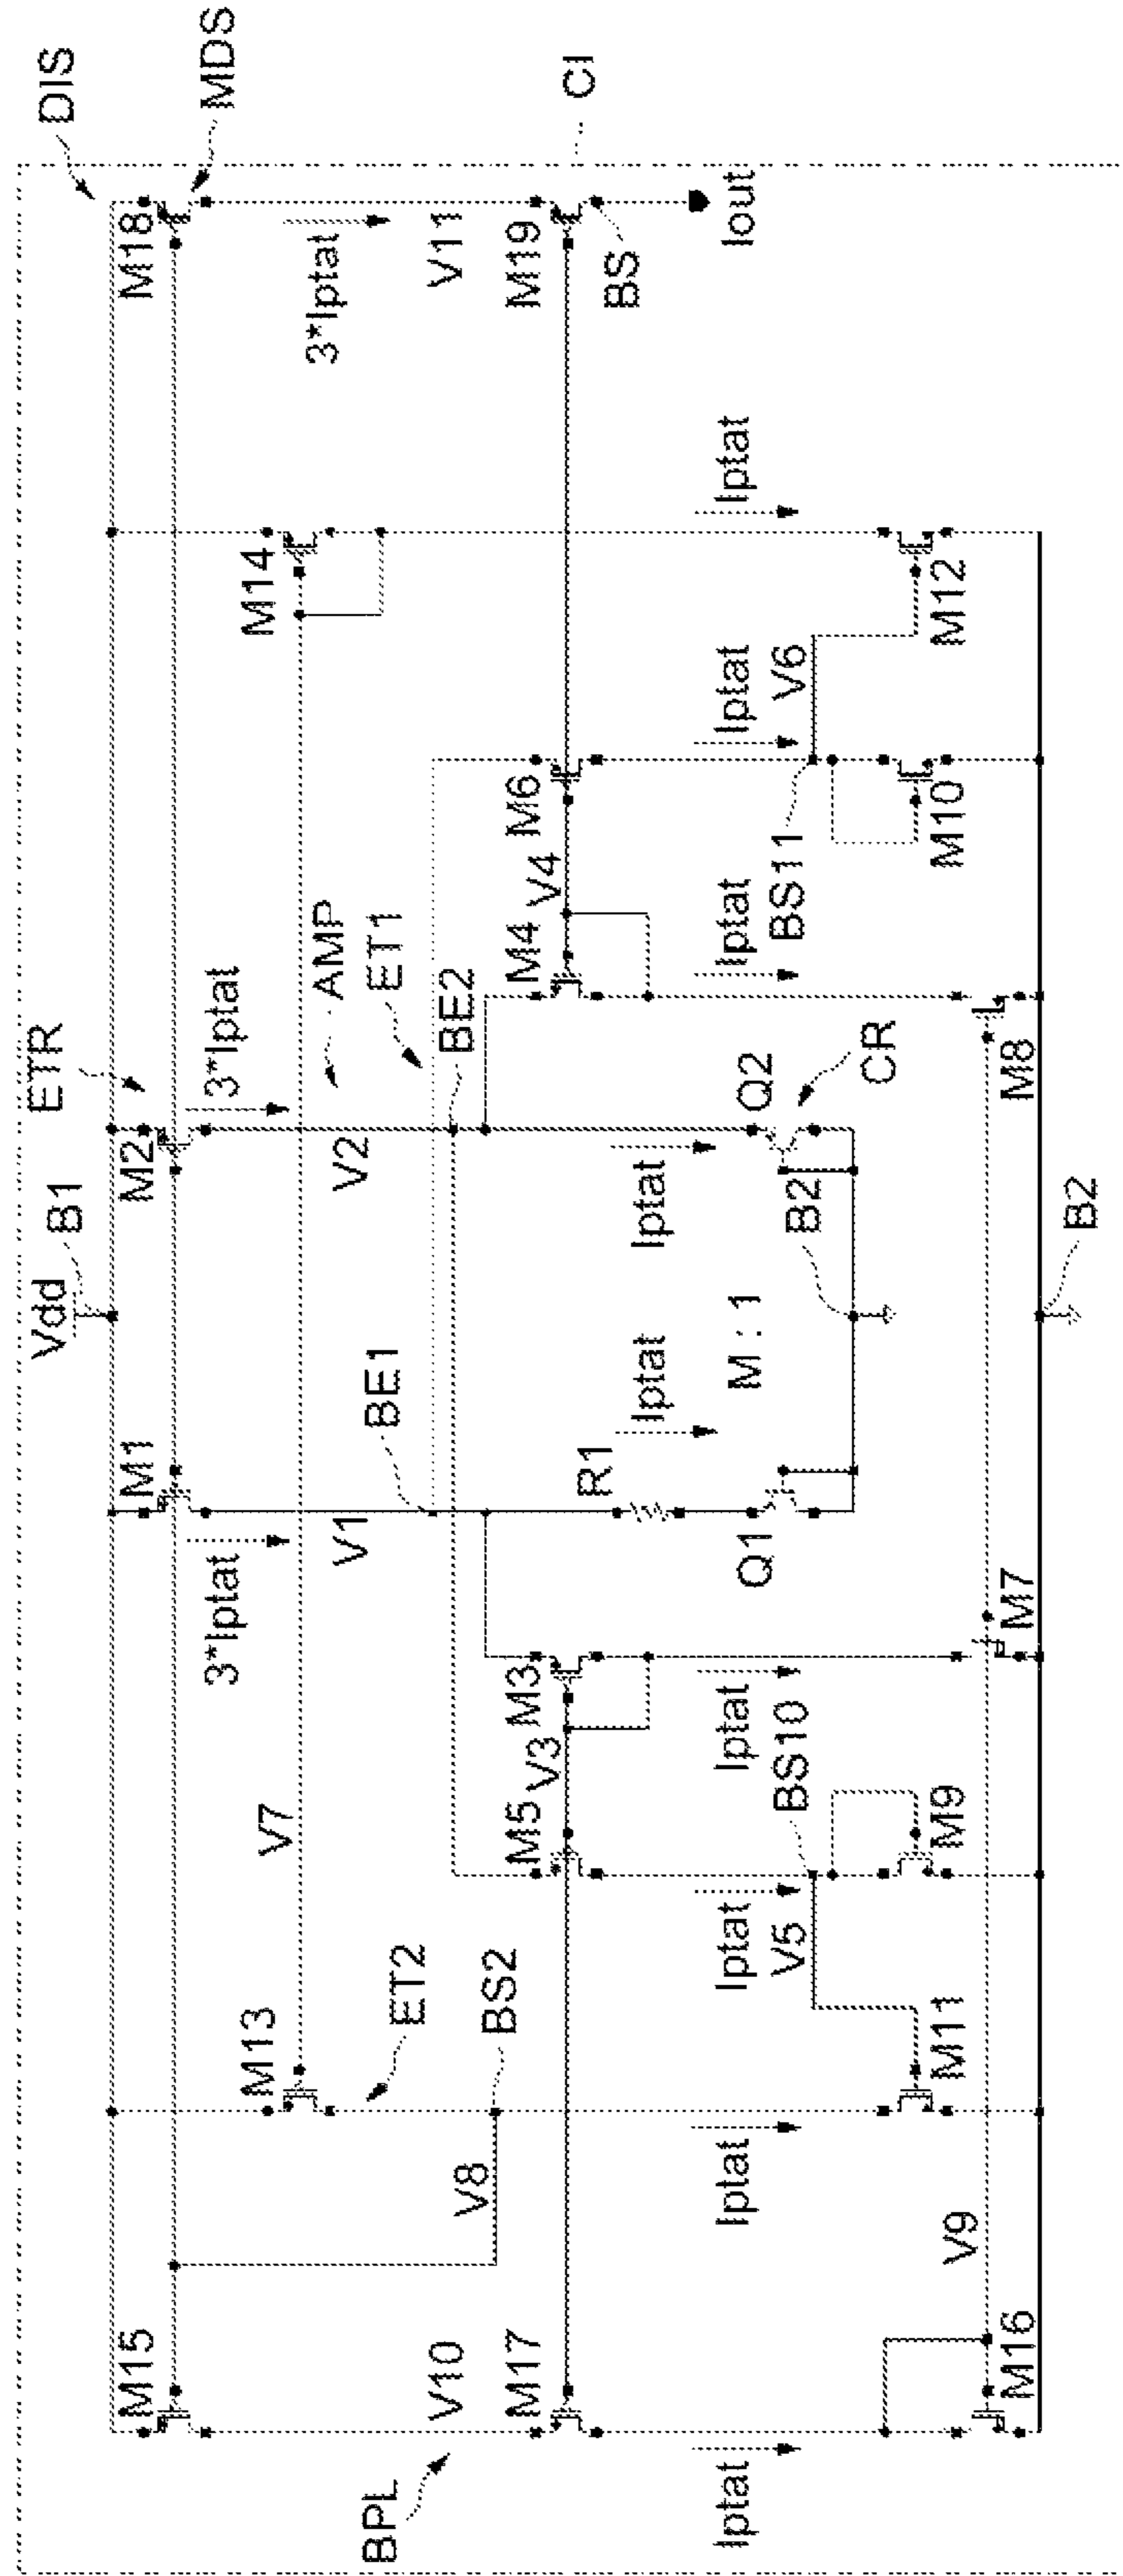 DIS
MDS
CI
ETR
Vdd
B1
M15
M1
M2
M18
3*Iptat
3*Iptat
3*Iptat
M13
M14
V7
V1
V2
AMP
V11
ET2
ET1
BE1
BE2
BS2
V8
V10
BPL
M17
M5
V3
M3
M4
V4
M6
M19
BS
Iout
R1
Iptat
Iptat
M : 1
Q1
Q2
B2
CR
Iptat
Iptat
Iptat
Iptat
Iptat
Iptat
Iptat
V5
BS10
BS11
V6
M11
M9
M10
M12
V9
M16
M7
M8
B2